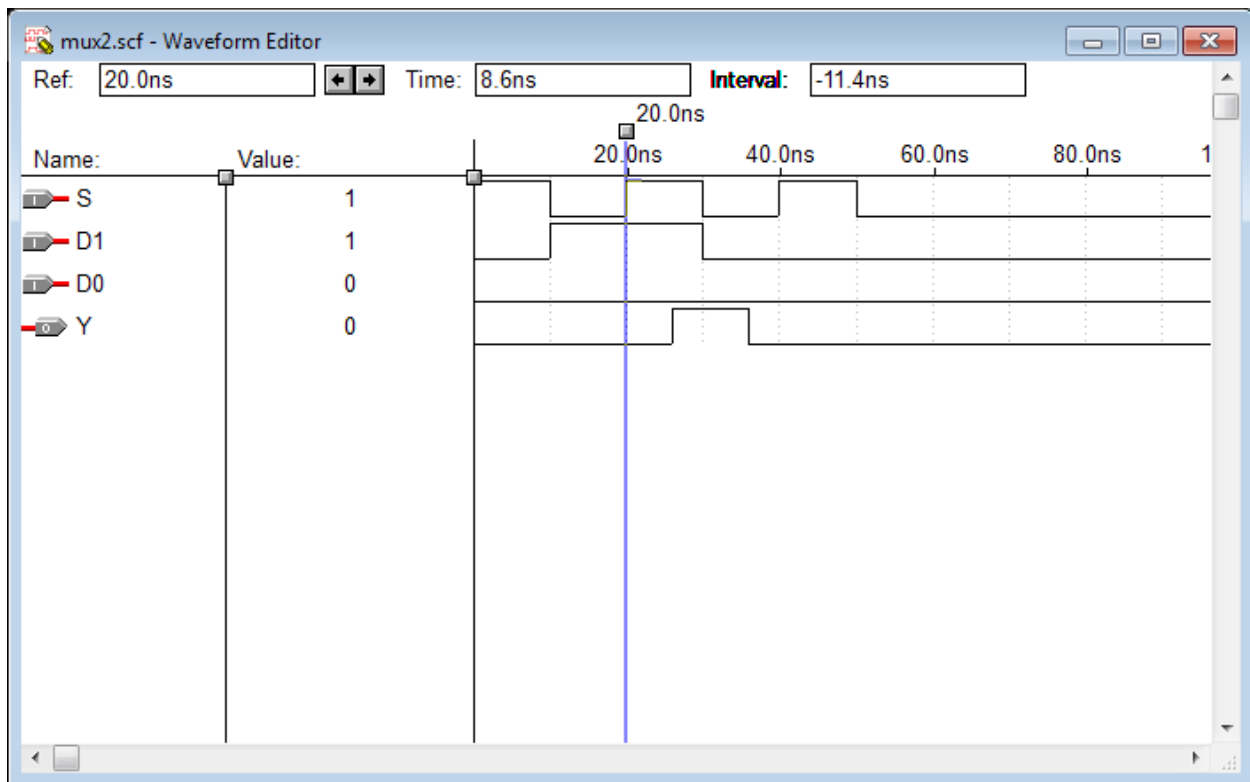 mux2.scf - Waveform Editor
Ref: 20.0ns Time: 8.6ns Interval: -11.4ns
20.0ns
Name: Value: 20.0ns 40.0ns 60.0ns 80.0ns 1
I S 1
I D1 1
I D0 0
O Y 0